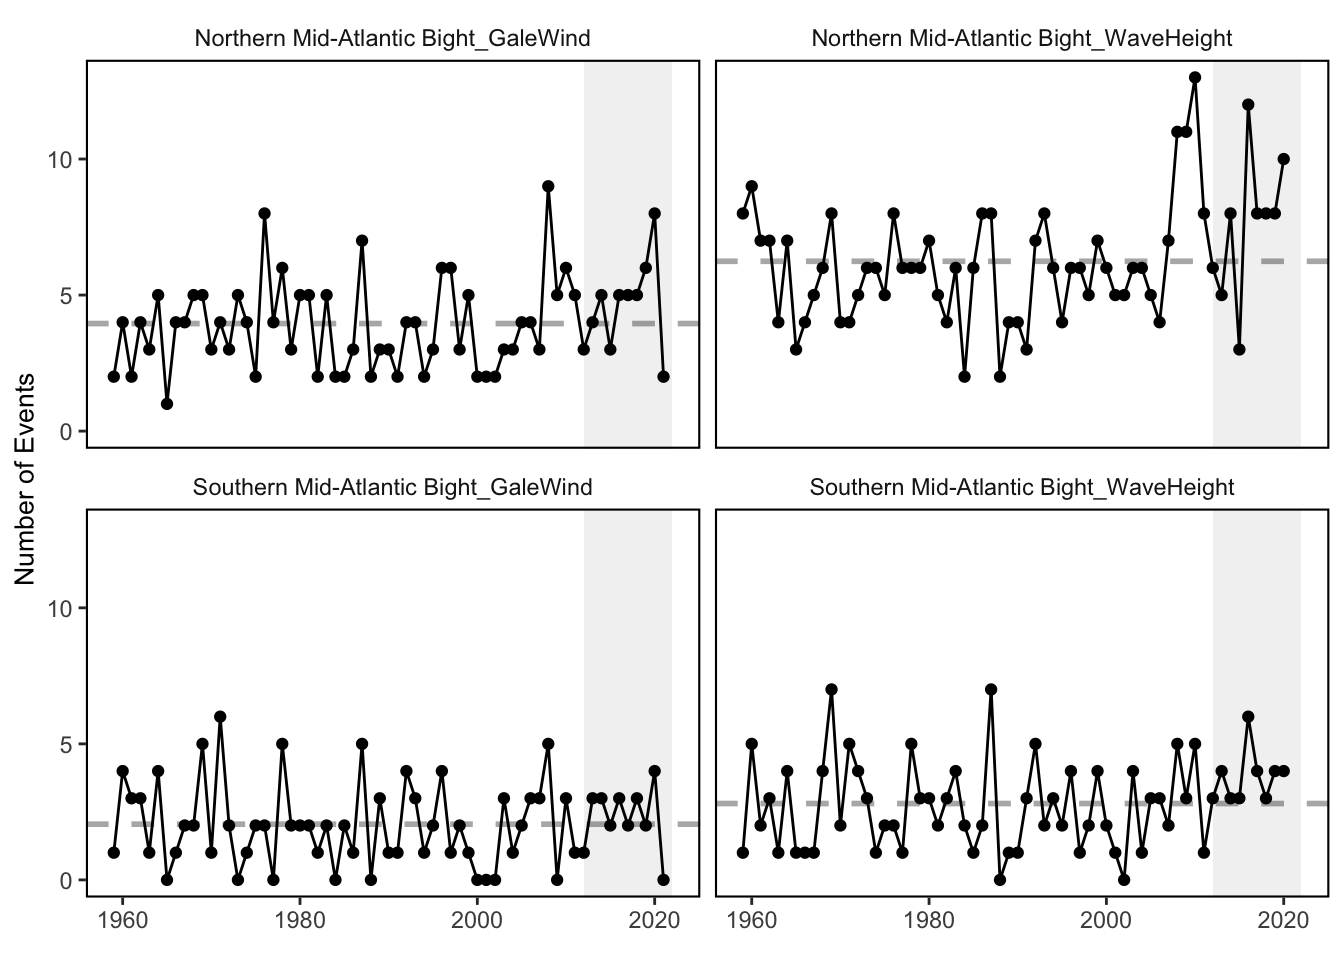 Northern Mid-Atlantic Bight_GaleWind
Northern Mid-Atlantic Bight_WaveHeight
10
5
0
Number of Events
Southern Mid-Atlantic Bight_GaleWind
Southern Mid-Atlantic Bight_WaveHeight
10
5
0
1960 1980 2000 2020
1960 1980 2000 2020